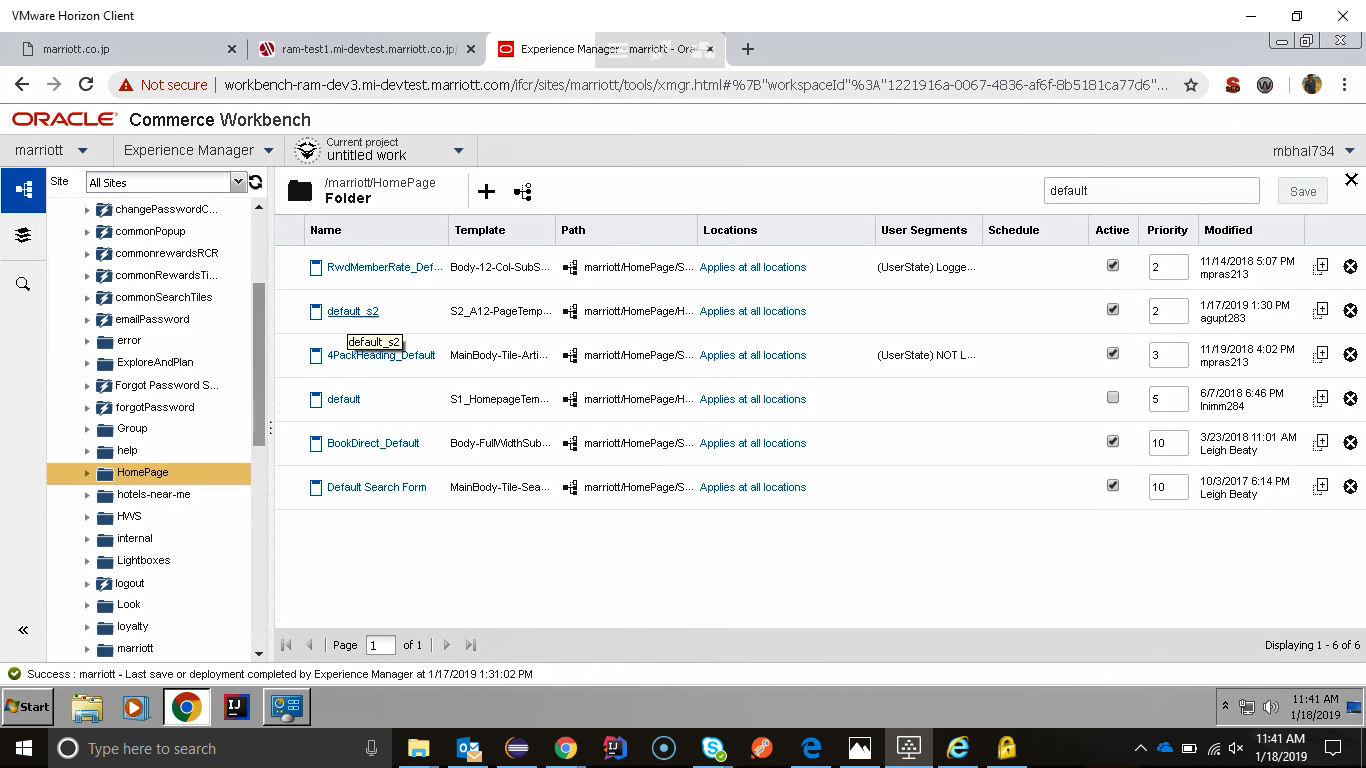 VMware Horizon Client
marriott.co.jp
ram-test1.mi-devtest.marriott.co.jp/
Experience Manager - marriott - Ora
Not secure
workbench-ram-dev3.mi-devtest.marriott.com/ifcr/sites/marriott/tools/xmgr.html#%7B"workspaceId"%3A"1221916a-0067-4836-af6f-8b5181ca77d6"...
ORACLE Commerce Workbench
marriott
Experience Manager
Current project
untitled work
mbhal734
Site
All Sites
/marriott/HomePage
Folder
default
Save
changePasswordC...
commonPopup
commonrewardsRCR
commonRewardsTi...
commonSearchTiles
emailPassword
error
ExploreAndPlan
Forgot Password S...
forgotPassword
Group
help
HomePage
hotels-near-me
HWS
internal
Lightboxes
logout
Look
loyalty
marriott
Name Template Path Locations User Segments Schedule Active Priority Modified
RwdMemberRate_Def... Body-12-Col-SubS... marriott/HomePage/S... Applies at all locations (UserState) Logge... 2 11/14/2018 5:07 PM
mpras213
default_s2 S2_A12-PageTemp... marriott/HomePage/H... Applies at all locations 2 1/17/2019 1:30 PM
agupt283
default_s2
4PackHeading_Default MainBody-Tile-Arti... marriott/HomePage/S... Applies at all locations (UserState) NOT L... 3 11/19/2018 4:02 PM
mpras213
default S1_HomepageTem... marriott/HomePage/H... Applies at all locations 5 6/7/2018 6:46 PM
lnimm284
BookDirect_Default Body-FullWidthSub... marriott/HomePage/S... Applies at all locations 10 3/23/2018 11:01 AM
Leigh Beaty
Default Search Form MainBody-Tile-Sea... marriott/HomePage/S... Applies at all locations 10 10/3/2017 6:14 PM
Leigh Beaty
Page 1 of 1
Displaying 1 - 6 of 6
Success : marriott - Last save or deployment completed by Experience Manager at 1/17/2019 1:31:02 PM
Start
11:41 AM
1/18/2019
Type here to search
11:41 AM
1/18/2019